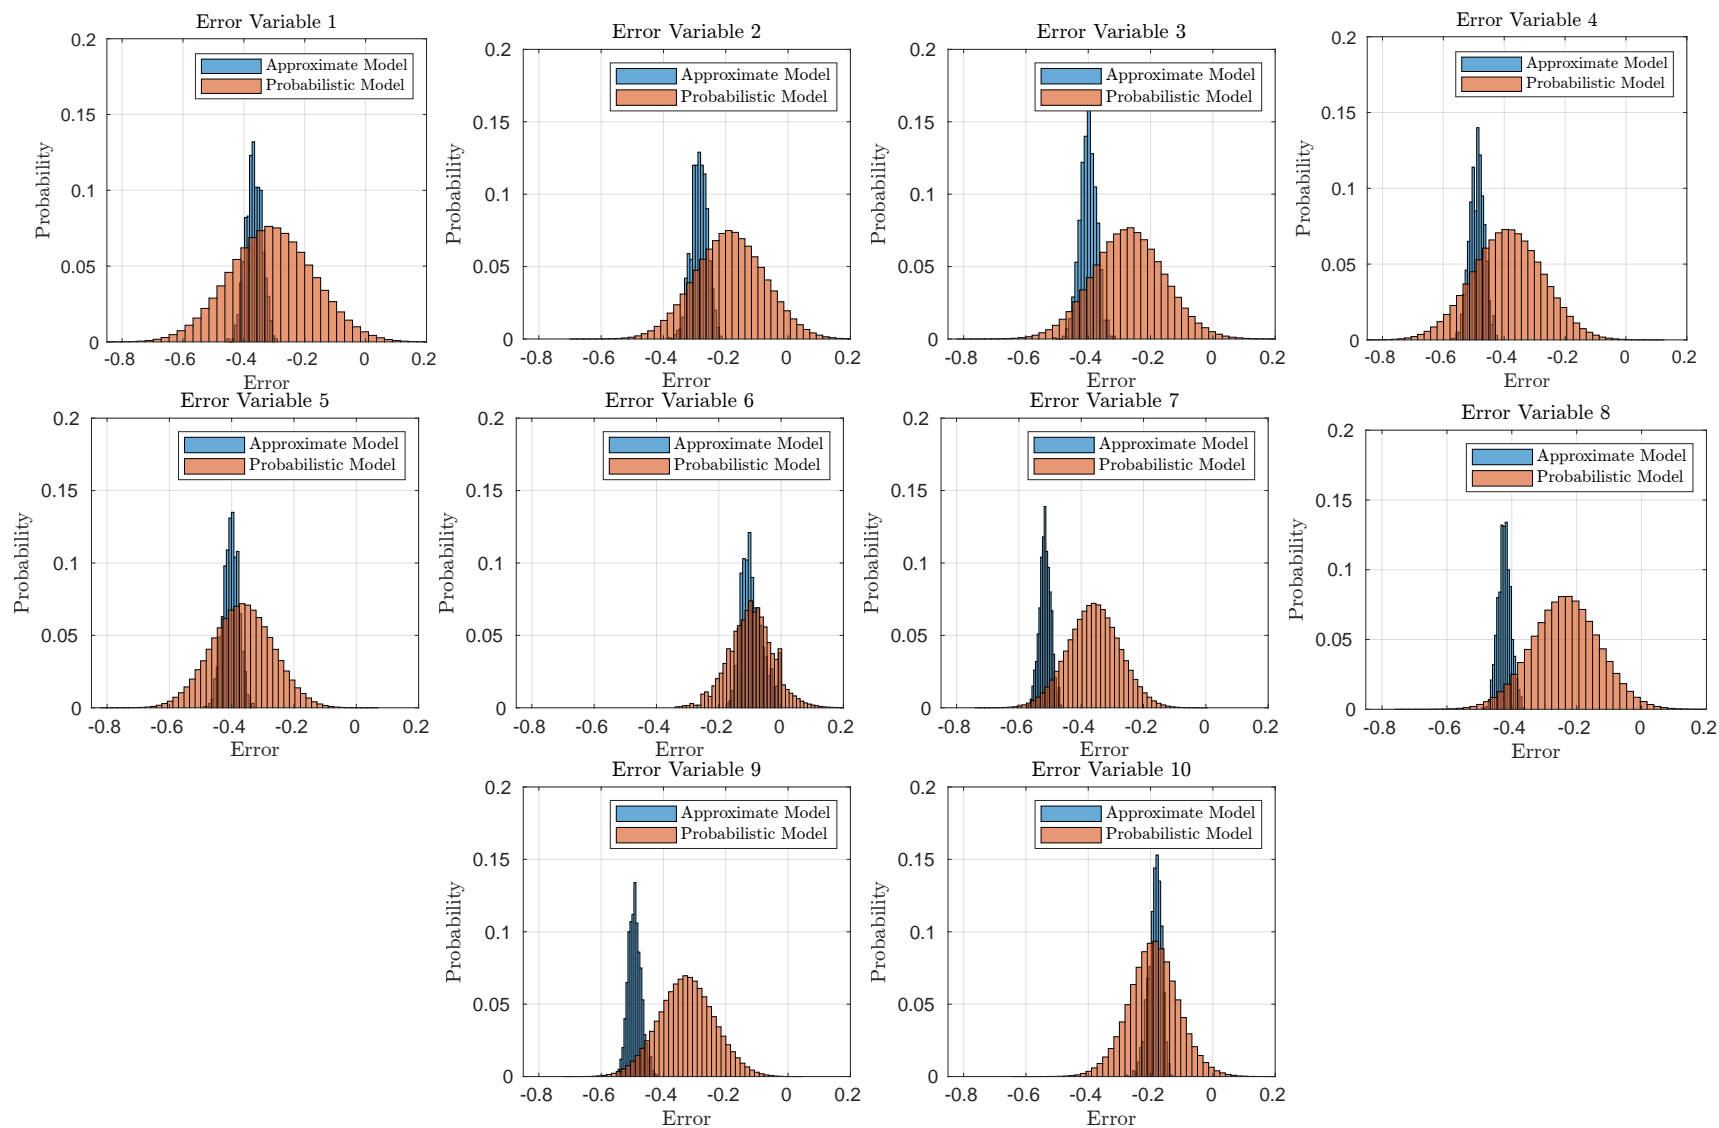 Error Variable 1
Approximate Model
Probabilistic Model
Probability
0.2
0.15
0.1
0.05
0
-0.8 -0.6 -0.4 -0.2 0 0.2
Error
Error Variable 2
Approximate Model
Probabilistic Model
Probability
0.2
0.15
0.1
0.05
0
-0.8 -0.6 -0.4 -0.2 0 0.2
Error
Error Variable 3
Approximate Model
Probabilistic Model
Probability
0.2
0.15
0.1
0.05
0
-0.8 -0.6 -0.4 -0.2 0 0.2
Error
Error Variable 4
Approximate Model
Probabilistic Model
Probability
0.2
0.15
0.1
0.05
0
-0.8 -0.6 -0.4 -0.2 0 0.2
Error
Error Variable 5
Approximate Model
Probabilistic Model
Probability
0.2
0.15
0.1
0.05
0
-0.8 -0.6 -0.4 -0.2 0 0.2
Error
Error Variable 6
Approximate Model
Probabilistic Model
Probability
0.2
0.15
0.1
0.05
0
-0.8 -0.6 -0.4 -0.2 0 0.2
Error
Error Variable 7
Approximate Model
Probabilistic Model
Probability
0.2
0.15
0.1
0.05
0
-0.8 -0.6 -0.4 -0.2 0 0.2
Error
Error Variable 8
Approximate Model
Probabilistic Model
Probability
0.2
0.15
0.1
0.05
0
-0.8 -0.6 -0.4 -0.2 0 0.2
Error
Error Variable 9
Approximate Model
Probabilistic Model
Probability
0.2
0.15
0.1
0.05
0
-0.8 -0.6 -0.4 -0.2 0 0.2
Error
Error Variable 10
Approximate Model
Probabilistic Model
Probability
0.2
0.15
0.1
0.05
0
-0.8 -0.6 -0.4 -0.2 0 0.2
Error